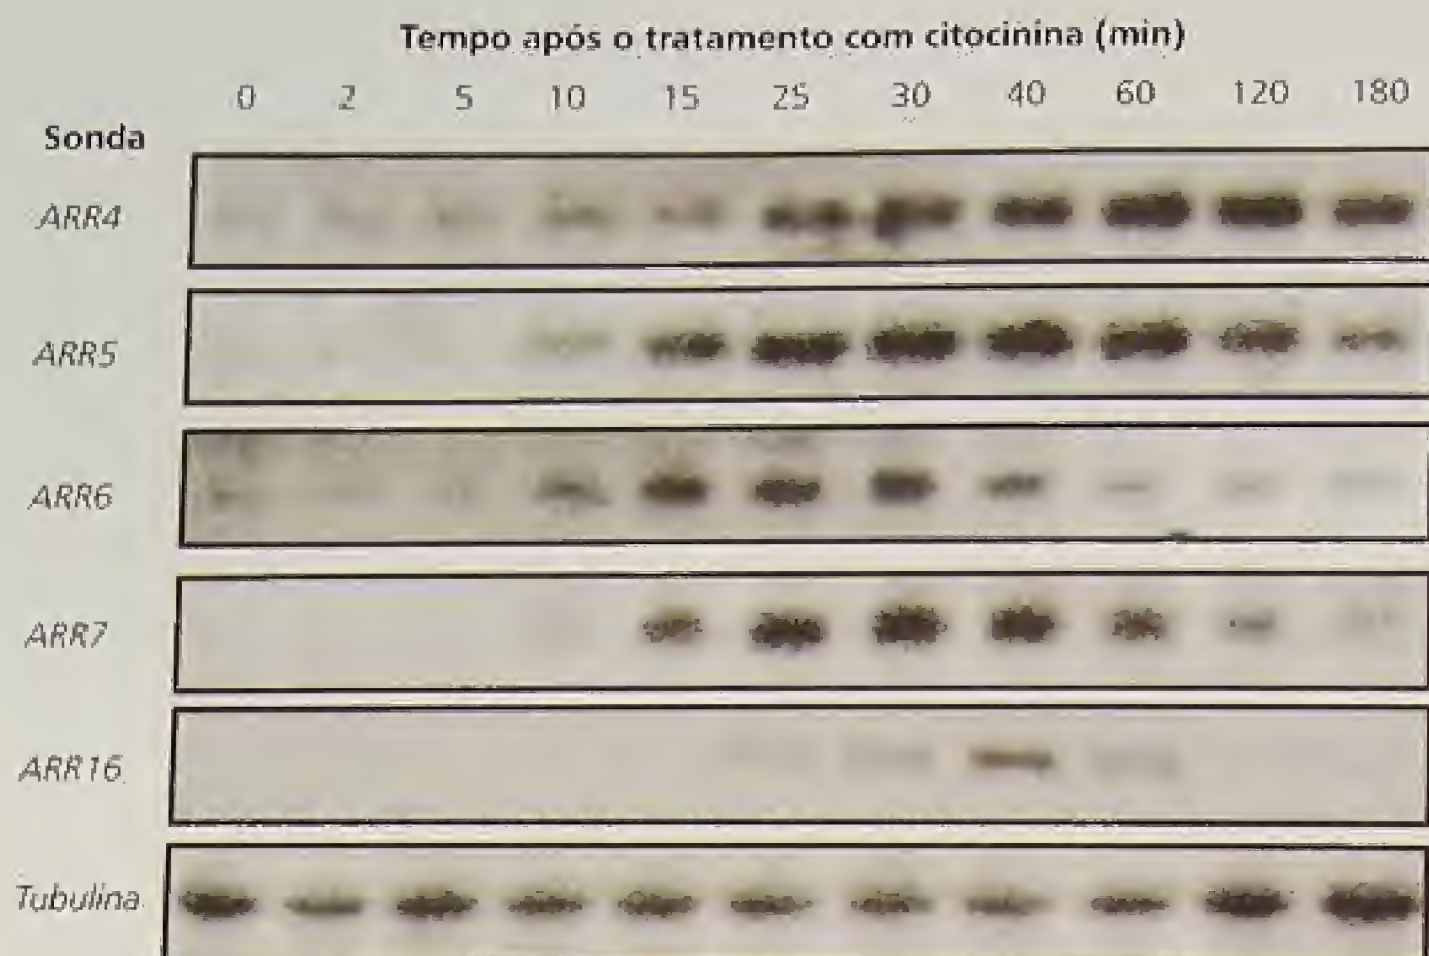 Tempo após o tratamento com citocinina (min)
0 2 5 10 15 25 30 40 60 120 180
Sonda
ARR4
ARR5
ARR6
ARR7
ARR16
Tubulina